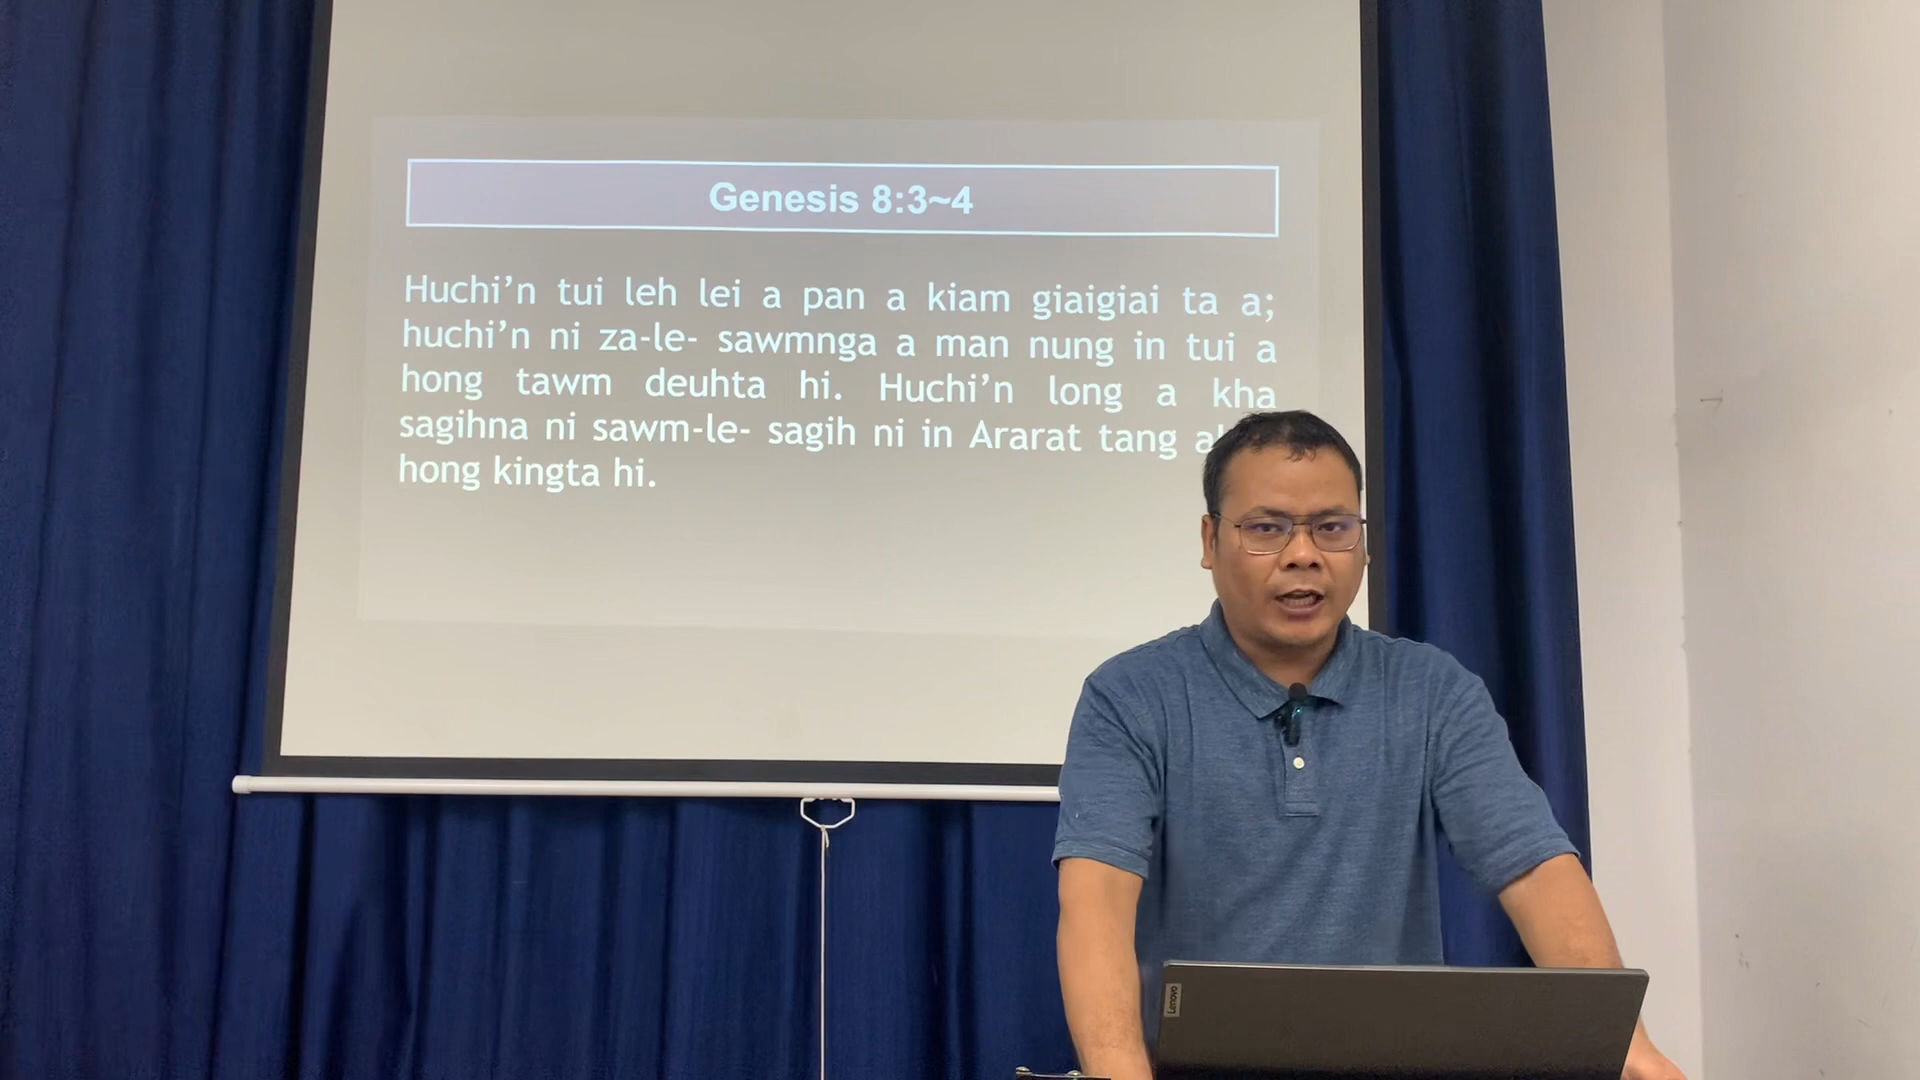 Genesis 8:3~4
Huchi’n tui leh lei a pan a kiam giaigiai ta a;
huchi’n ni za-le- sawmnga a man nung in tui a
hong tawm deuhta hi. Huchi’n long a kha
sagihna ni sawm-le- sagih ni in Ararat tang
hong kingta hi.
Lenovo